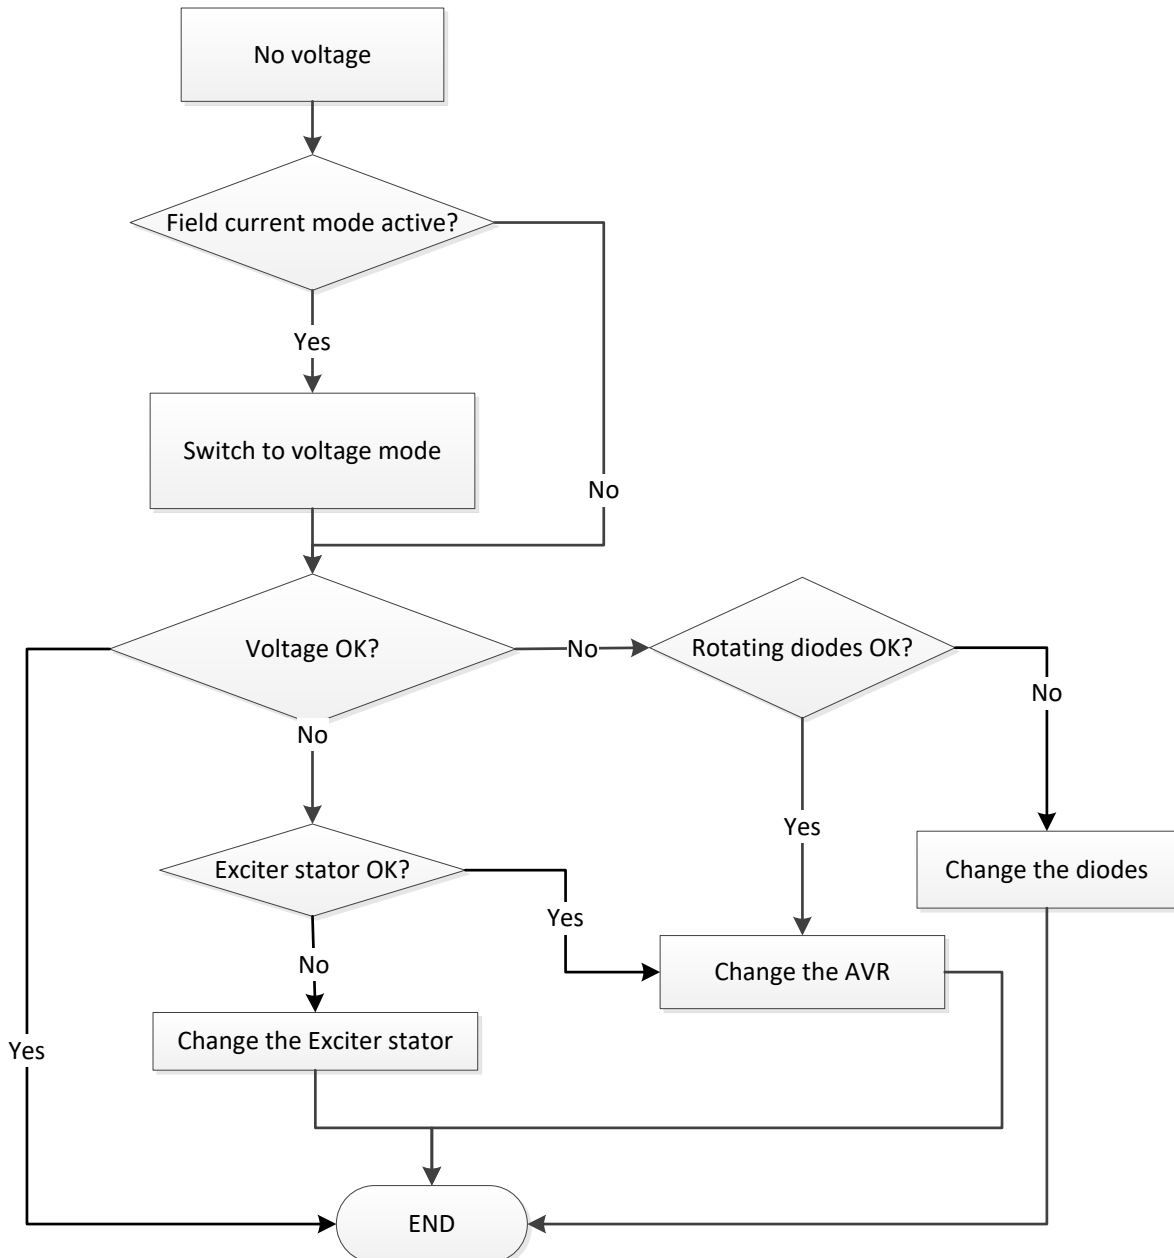 No voltage
Field current mode active?
Yes
Switch to voltage mode
No
Voltage OK?
No
Rotating diodes OK?
No
No
Yes
Exciter stator OK?
Change the diodes
Yes
No
Change the AVR
Change the Exciter stator
Yes
END